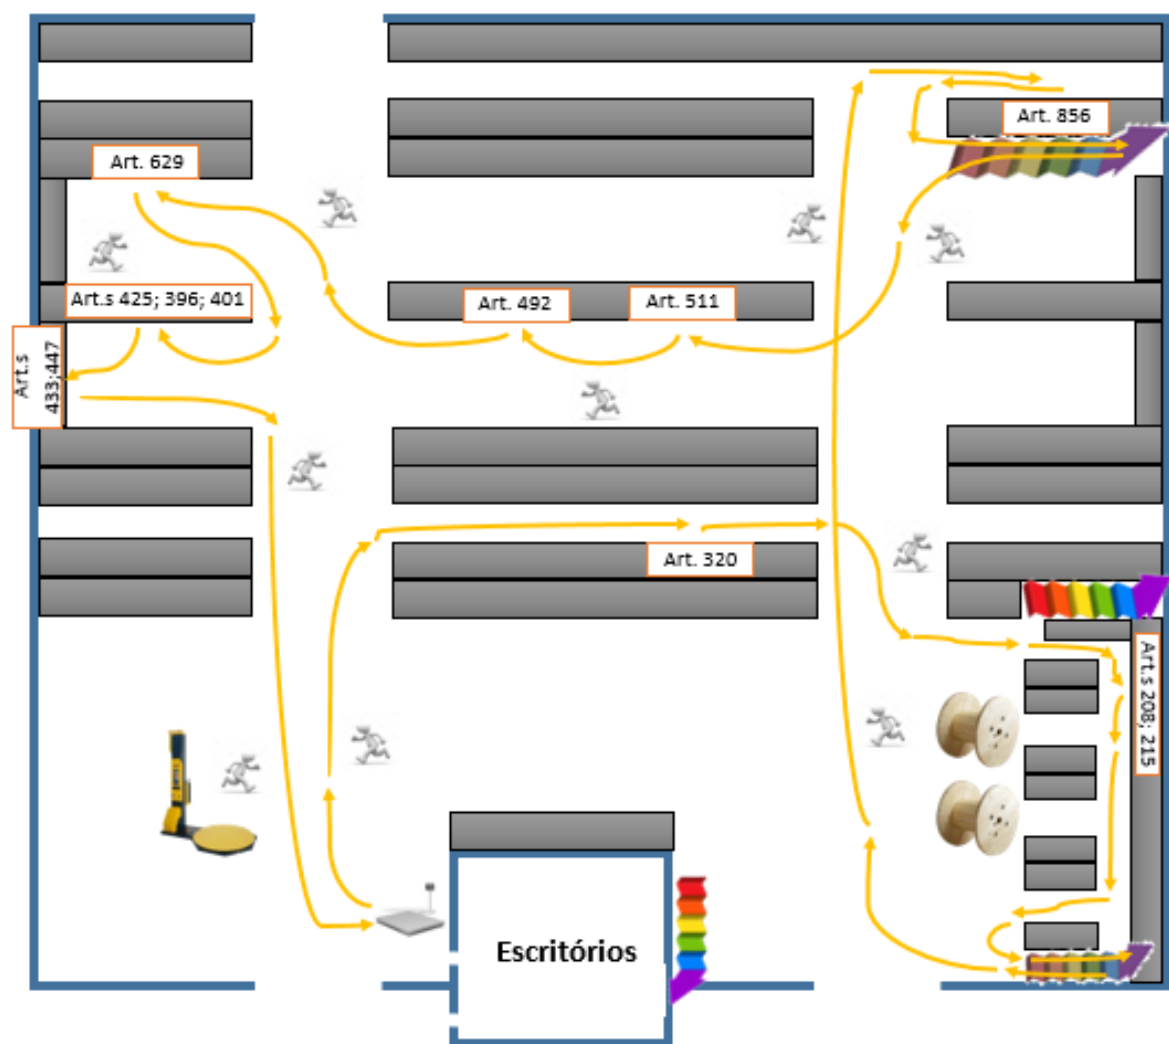 Art. 856
Art. 629
Art.s 425; 396; 401
Art. 492
Art. 511
Art.s
433;447
Art. 320
Art.s 208; 215
Escritórios